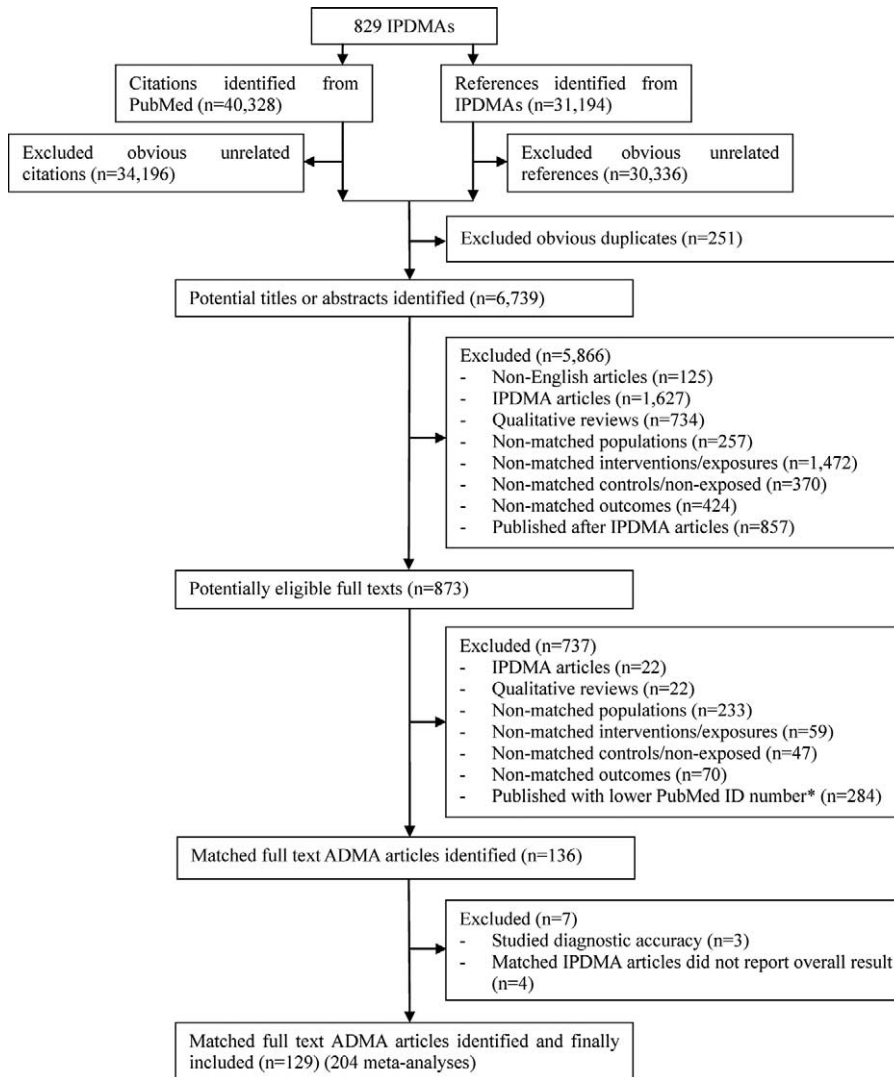 829 IPDMAs
Citations identified from
PubMed (n=40,328)
References identified from
IPDMAs (n=31,194)
Excluded obvious unrelated
citations (n=34,196)
Excluded obvious unrelated
references (n=30,336)
Excluded obvious duplicates (n=251)
Potential titles or abstracts identified (n=6,739)
Excluded (n=5,866)
- Non-English articles (n=125)
- IPDMA articles (n=1,627)
- Qualitative reviews (n=734)
- Non-matched populations (n=257)
- Non-matched interventions/exposures (n=1,472)
- Non-matched controls/non-exposed (n=370)
- Non-matched outcomes (n=424)
- Published after IPDMA articles (n=857)
Potentially eligible full texts (n=873)
Excluded (n=737)
- IPDMA articles (n=22)
- Qualitative reviews (n=22)
- Non-matched populations (n=233)
- Non-matched interventions/exposures (n=59)
- Non-matched controls/non-exposed (n=47)
- Non-matched outcomes (n=70)
- Published with lower PubMed ID number* (n=284)
Matched full text ADMA articles identified (n=136)
Excluded (n=7)
- Studied diagnostic accuracy (n=3)
- Matched IPDMA articles did not report overall result
(n=4)
Matched full text ADMA articles identified and finally
included (n=129) (204 meta-analyses)